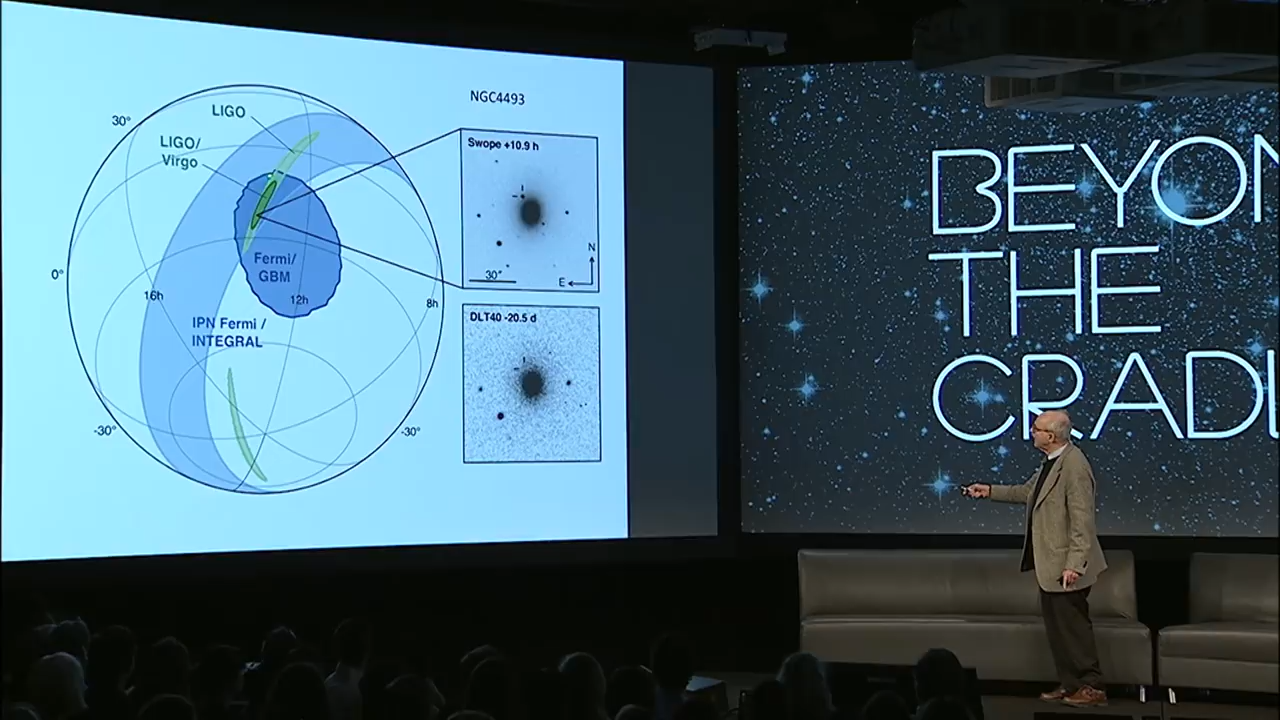 NGC4493
30°
LIGO
LIGO/
Virgo
Swope +10.9 h
N
30"
E
0°
Fermi/
GBM
16h
12h
8h
IPN Fermi /
INTEGRAL
DLT40 -20.5 d
-30°
-30°
BEYON
THE
CRADL